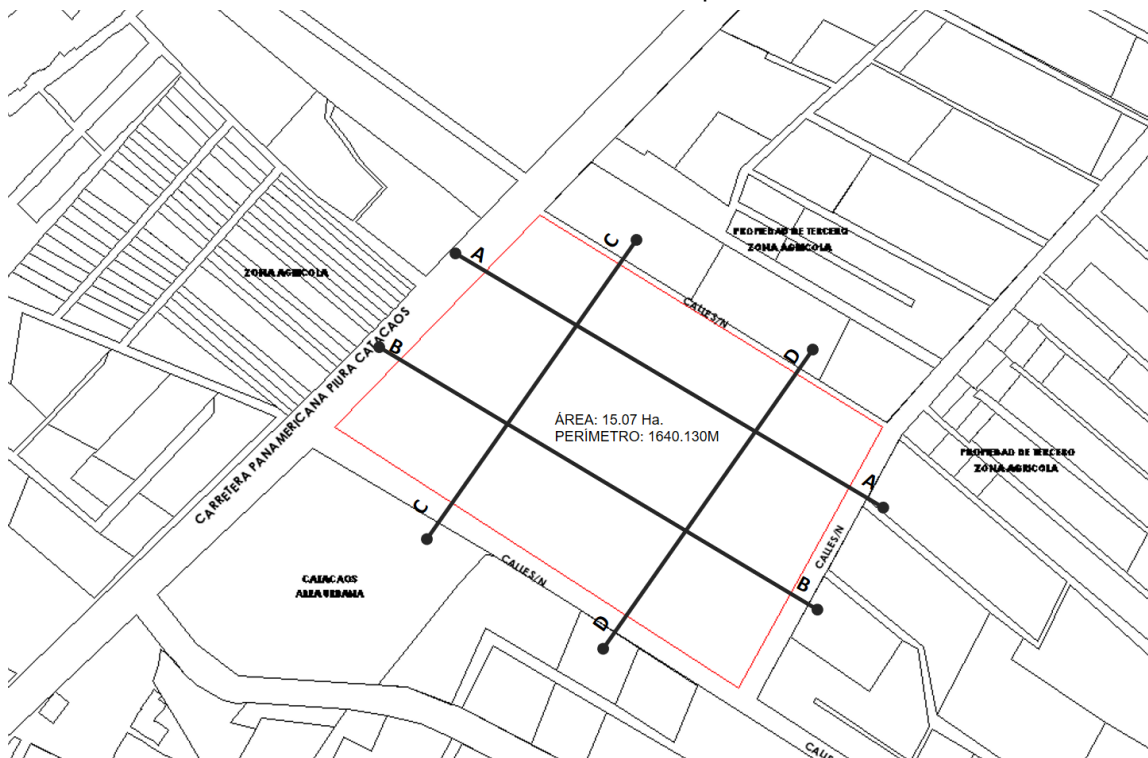 PROPIEDAD DE TERCERO
ZONA AGRICOLA
C
A
ZONA AGRICOLA
CALLE S/N
CARRETERA PANAMERICANA PIURA CATACAOS
B
D
ÁREA: 15.07 Ha.
PERÍMETRO: 1640.130M
PROPIEDAD DE TERCERO
ZONA AGRICOLA
A
C
CALLE S/N
CALLE S/N
CATACAOS
AREA URBANA
B
D
CALLE